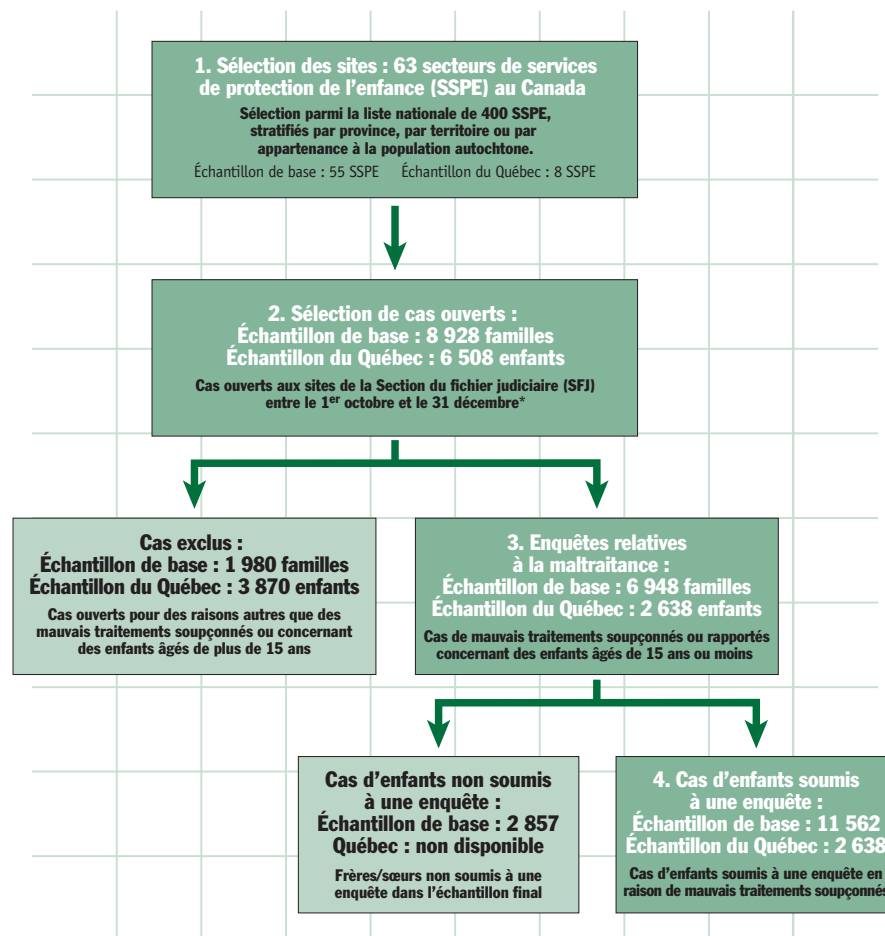 1. Sélection des sites : 63 secteurs de services
de protection de l'enfance (SSPE) au Canada
Sélection parmi la liste nationale de 400 SSPE,
stratifiés par province, par territoire ou par
appartenance à la population autochtone.
Échantillon de base : 55 SSPE Échantillon du Québec : 8 SSPE
2. Sélection de cas ouverts :
Échantillon de base : 8 928 familles
Échantillon du Québec : 6 508 enfants
Cas ouverts aux sites de la Section du fichier judiciaire (SFJ)
entre le 1er octobre et le 31 décembre*
Cas exclus :
Échantillon de base : 1 980 familles
Échantillon du Québec : 3 870 enfants
Cas ouverts pour des raisons autres que des
mauvais traitements soupçonnés ou concernant
des enfants âgés de plus de 15 ans
3. Enquêtes relatives
à la maltraitance :
Échantillon de base : 6 948 familles
Échantillon du Québec : 2 638 enfants
Cas de mauvais traitements soupçonnés ou rapportés
concernant des enfants âgés de 15 ans ou moins
Cas d'enfants non soumis
à une enquête :
Échantillon de base : 2 857
Québec : non disponible
Frères/sœurs non soumis à une
enquête dans l'échantillon final
4. Cas d'enfants soumis
à une enquête :
Échantillon de base : 11 562
Échantillon du Québec : 2 638
Cas d'enfants soumis à une enquête en
raison de mauvais traitements soupçonnés